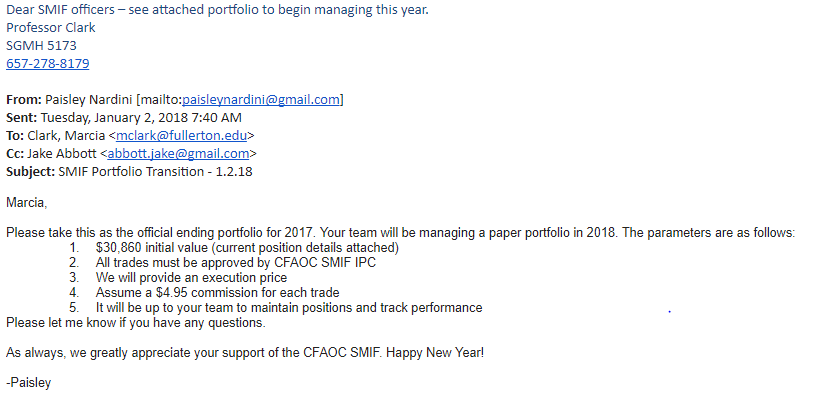 Dear SMIF officers – see attached portfolio to begin managing this year.
Professor Clark
SGMH 5173
657-278-8179
From: Paisley Nardini [mailto:paisleynardini@gmail.com]
Sent: Tuesday, January 2, 2018 7:40 AM
To: Clark, Marcia <mclark@fullerton.edu>
Cc: Jake Abbott <abbott.jake@gmail.com>
Subject: SMIF Portfolio Transition - 1.2.18
Marcia,
Please take this as the official ending portfolio for 2017. Your team will be managing a paper portfolio in 2018. The parameters are as follows:
1. $30,860 initial value (current position details attached)
2. All trades must be approved by CFAOC SMIF IPC
3. We will provide an execution price
4. Assume a $4.95 commission for each trade
5. It will be up to your team to maintain positions and track performance
Please let me know if you have any questions.
As always, we greatly appreciate your support of the CFAOC SMIF. Happy New Year!
-Paisley